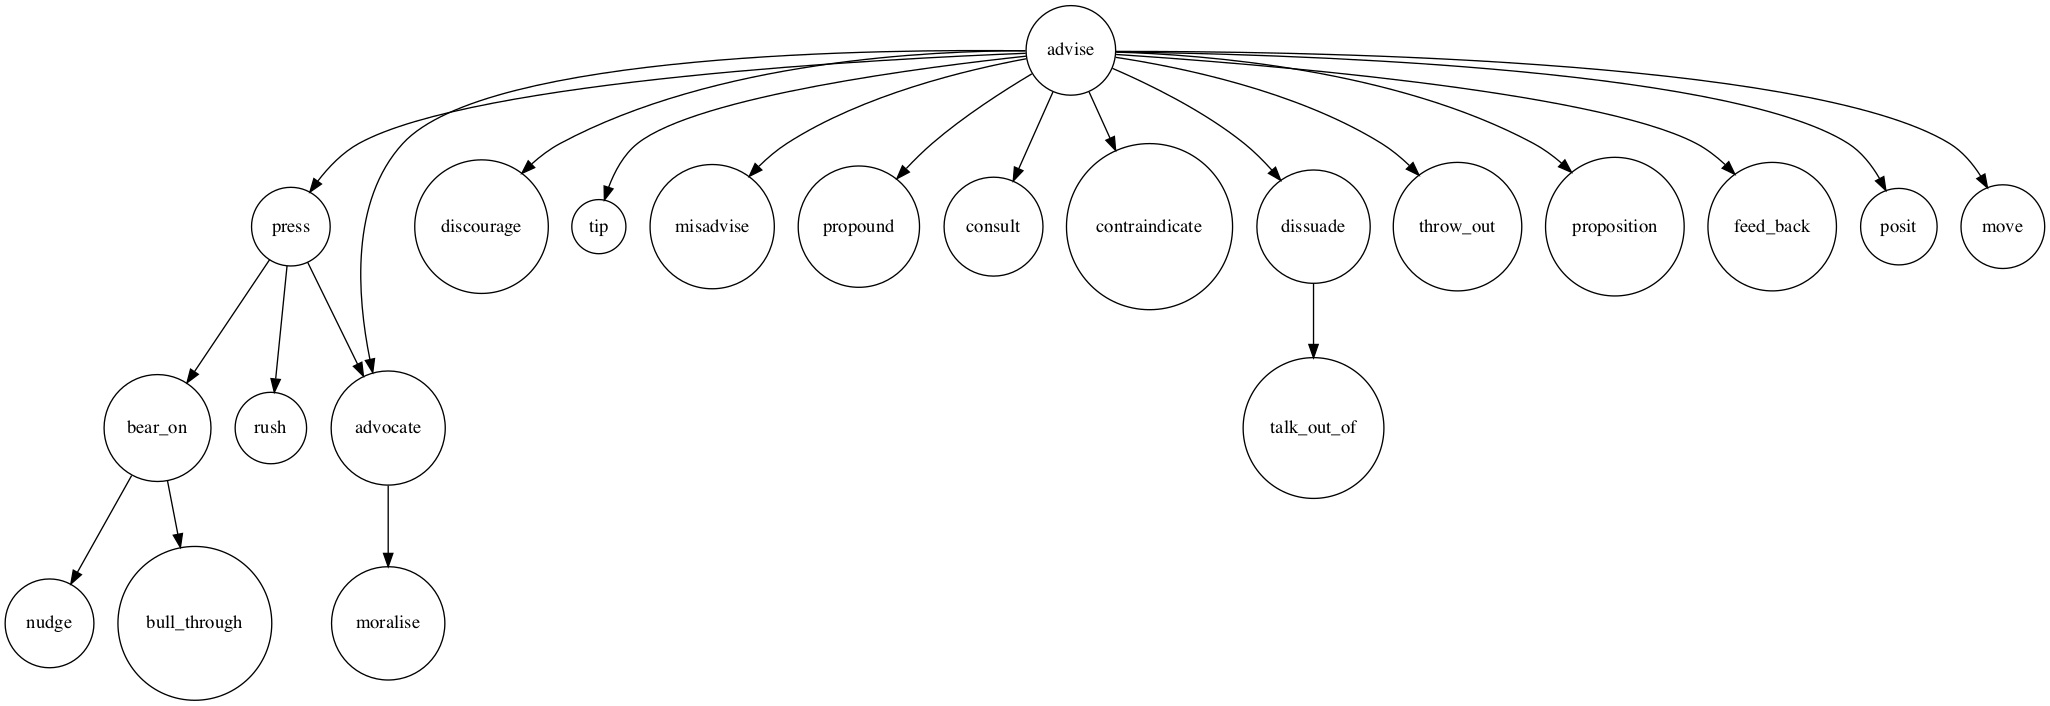 advise
press
discourage
tip
misadvise
propound
consult
contraindicate
dissuade
throw_out
proposition
feed_back
posit
move
bear_on
rush
advocate
talk_out_of
nudge
bull_through
moralise